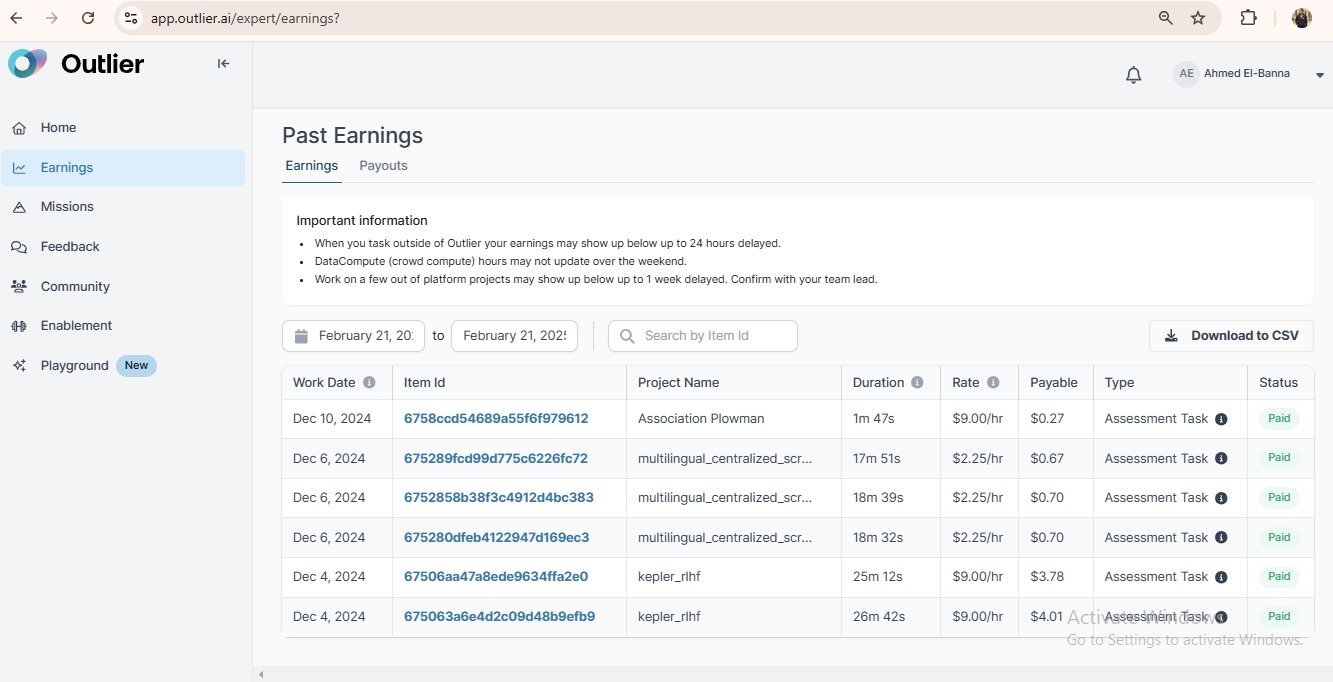 app.outlier.ai/expert/earnings?
Outlier
AE Ahmed El-Banna
Home
Earnings
Missions
Feedback
Community
Enablement
Playground New
Past Earnings
Earnings Payouts
Important information
• When you task outside of Outlier your earnings may show up below up to 24 hours delayed.
• DataCompute (crowd compute) hours may not update over the weekend.
• Work on a few out of platform projects may show up below up to 1 week delayed. Confirm with your team lead.
February 21, 20 to February 21, 2025 Search by Item Id Download to CSV
Work Date Item Id Project Name Duration Rate Payable Type Status
Dec 10, 2024 6758ccd54689a55f6f979612 Association Plowman 1m 47s $9.00/hr $0.27 Assessment Task Paid
Dec 6, 2024 675289fcd99d775c6226fc72 multilingual_centralized_scr... 17m 51s $2.25/hr $0.67 Assessment Task Paid
Dec 6, 2024 6752858b38f3c4912d4bc383 multilingual_centralized_scr... 18m 39s $2.25/hr $0.70 Assessment Task Paid
Dec 6, 2024 675280dfeb4122947d169ec3 multilingual_centralized_scr... 18m 32s $2.25/hr $0.70 Assessment Task Paid
Dec 4, 2024 67506aa47a8ede9634ffa2e0 kepler_rlhf 25m 12s $9.00/hr $3.78 Assessment Task Paid
Dec 4, 2024 675063a6e4d2c09d48b9efb9 kepler_rlhf 26m 42s $9.00/hr $4.01 Assessment Task Paid
Activate Windows
Go to Settings to activate Windows.